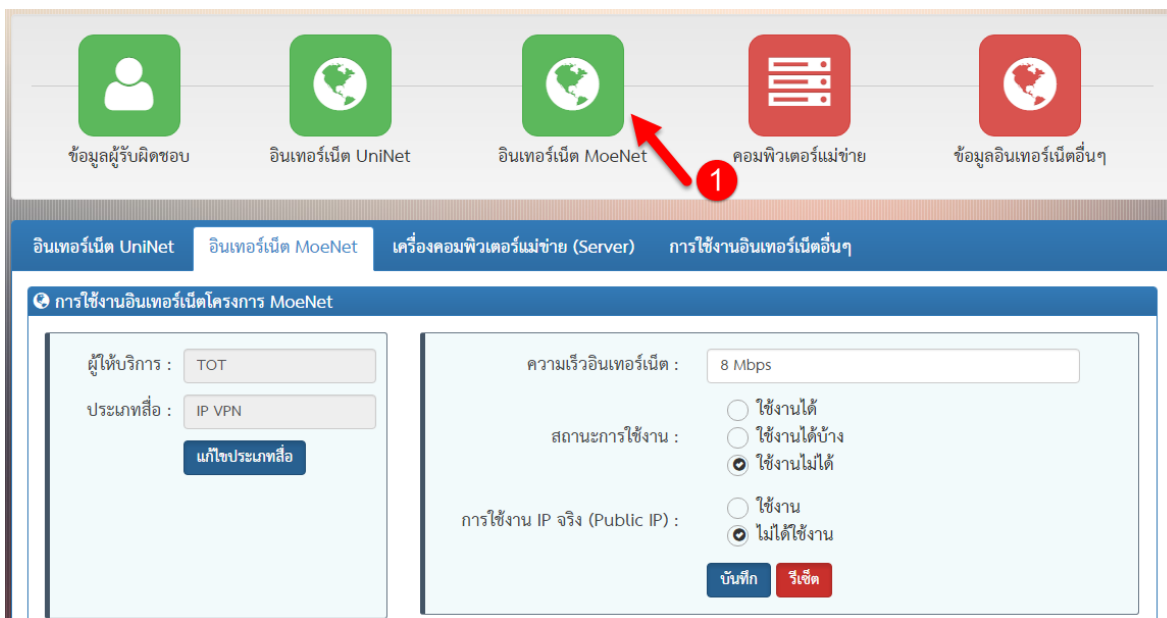 ข้อมูลผู้รับผิดชอบ
อินเทอร์เน็ต UniNet
อินเทอร์เน็ต MoeNet
คอมพิวเตอร์แม่ข่าย
ข้อมูลอินเทอร์เน็ตอื่นๆ
1
อินเทอร์เน็ต UniNet
อินเทอร์เน็ต MoeNet
เครื่องคอมพิวเตอร์แม่ข่าย (Server)
การใช้งานอินเทอร์เน็ตอื่นๆ
การใช้งานอินเทอร์เน็ตโครงการ MoeNet
ผู้ให้บริการ : TOT
ประเภทสื่อ : IP VPN
แก้ไขประเภทสื่อ
ความเร็วอินเทอร์เน็ต : 8 Mbps
สถานะการใช้งาน :
ใช้งานได้
ใช้งานได้บ้าง
ใช้งานไม่ได้
การใช้งาน IP จริง (Public IP) :
ใช้งาน
ไม่ได้ใช้งาน
บันทึก
รีเซ็ต